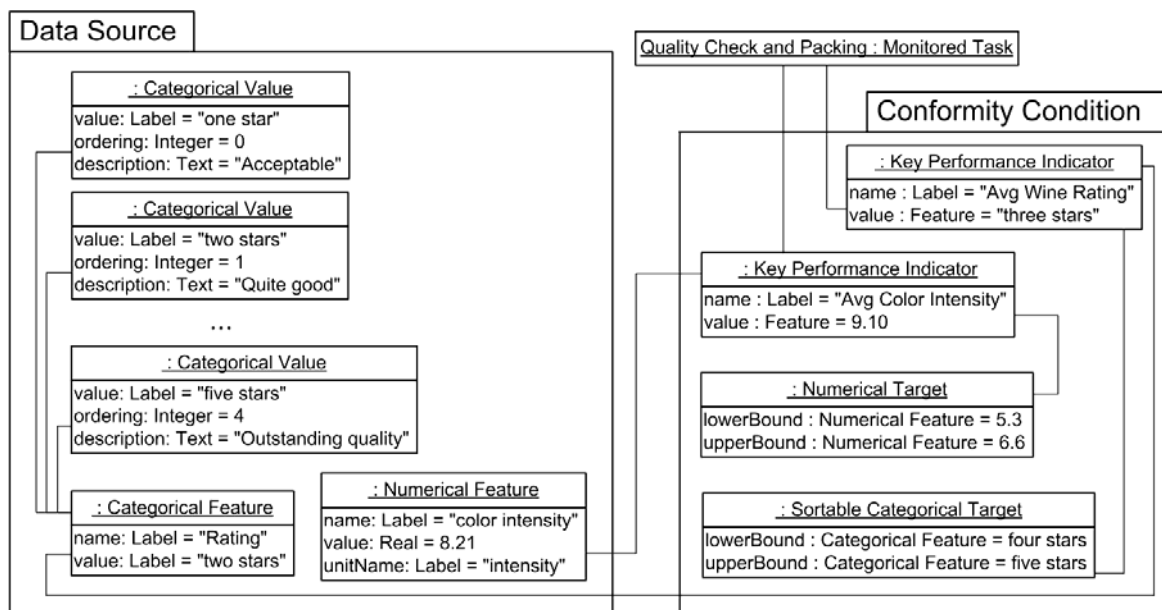 Data Source
: Categorical Value
value: Label = "one star"
ordering: Integer = 0
description: Text = "Acceptable"
: Categorical Value
value: Label = "two stars"
ordering: Integer = 1
description: Text = "Quite good"
...
: Categorical Value
value: Label = "five stars"
ordering: Integer = 4
description: Text = "Outstanding quality"
: Categorical Feature
name: Label = "Rating"
value: Label = "two stars"
: Numerical Feature
name: Label = "color intensity"
value: Real = 8.21
unitName: Label = "intensity"
Quality Check and Packing : Monitored Task
Conformity Condition
: Key Performance Indicator
name : Label = "Avg Wine Rating"
value : Feature = "three stars"
: Key Performance Indicator
name : Label = "Avg Color Intensity"
value : Feature = 9.10
: Numerical Target
lowerBound : Numerical Feature = 5.3
upperBound : Numerical Feature = 6.6
: Sortable Categorical Target
lowerBound : Categorical Feature = four stars
upperBound : Categorical Feature = five stars